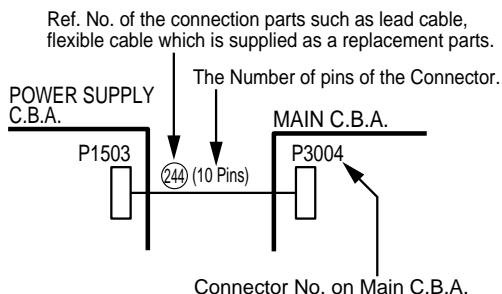 Ref. No. of the connection parts such as lead cable,
flexible cable which is supplied as a replacement parts.
The Number of pins of the Connector.
POWER SUPPLY
C.B.A.
MAIN C.B.A.
P1503
244 (10 Pins)
P3004
Connector No. on Main C.B.A.